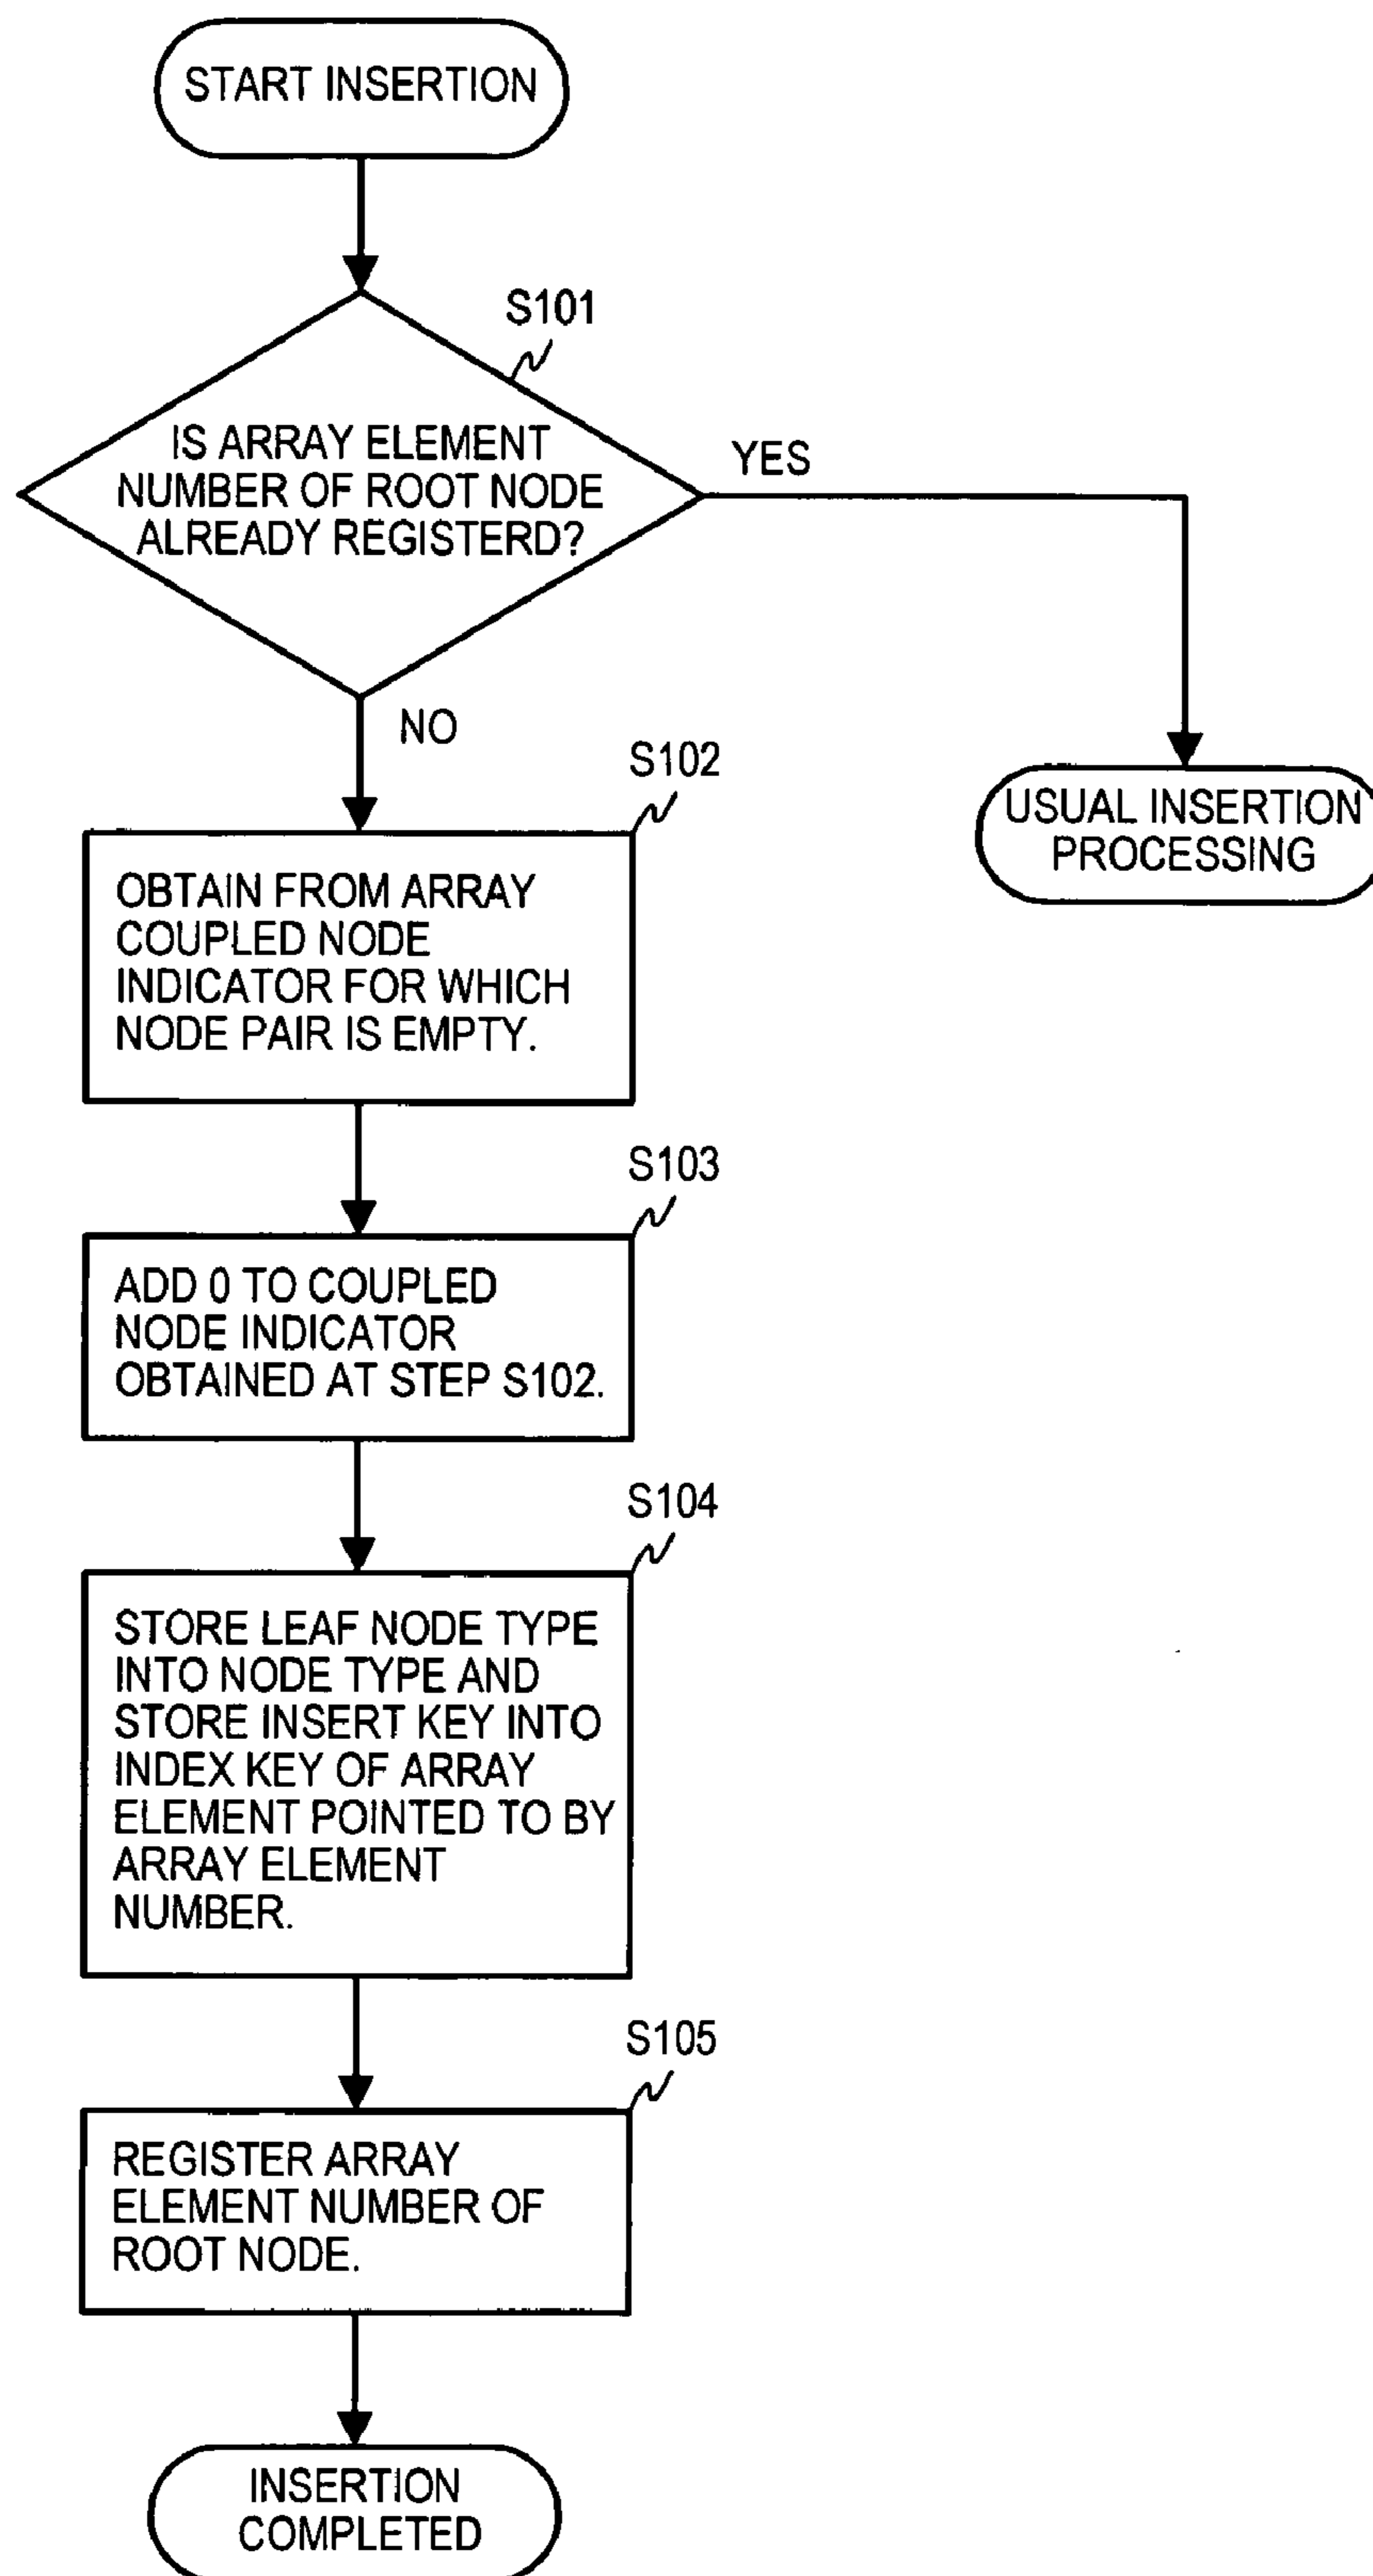 START INSERTION
S101
IS ARRAY ELEMENT
NUMBER OF ROOT NODE
ALREADY REGISTERD?
YES
NO
USUAL INSERTION
PROCESSING
S102
OBTAIN FROM ARRAY
COUPLED NODE
INDICATOR FOR WHICH
NODE PAIR IS EMPTY.
S103
ADD 0 TO COUPLED
NODE INDICATOR
OBTAINED AT STEP S102.
S104
STORE LEAF NODE TYPE
INTO NODE TYPE AND
STORE INSERT KEY INTO
INDEX KEY OF ARRAY
ELEMENT POINTED TO BY
ARRAY ELEMENT
NUMBER.
S105
REGISTER ARRAY
ELEMENT NUMBER OF
ROOT NODE.
INSERTION
COMPLETED